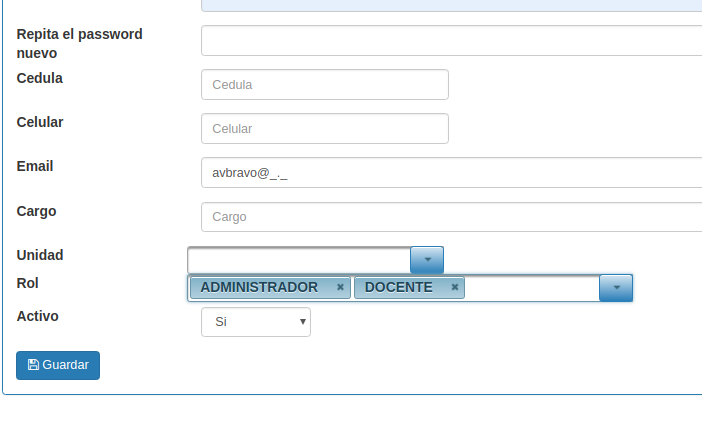 Repita el password
nuevo
Cedula
Cedula
Celular
Celular
Email
avbravo@_._
Cargo
Cargo
Unidad
Rol
ADMINISTRADOR
DOCENTE
Activo
Si
Guardar